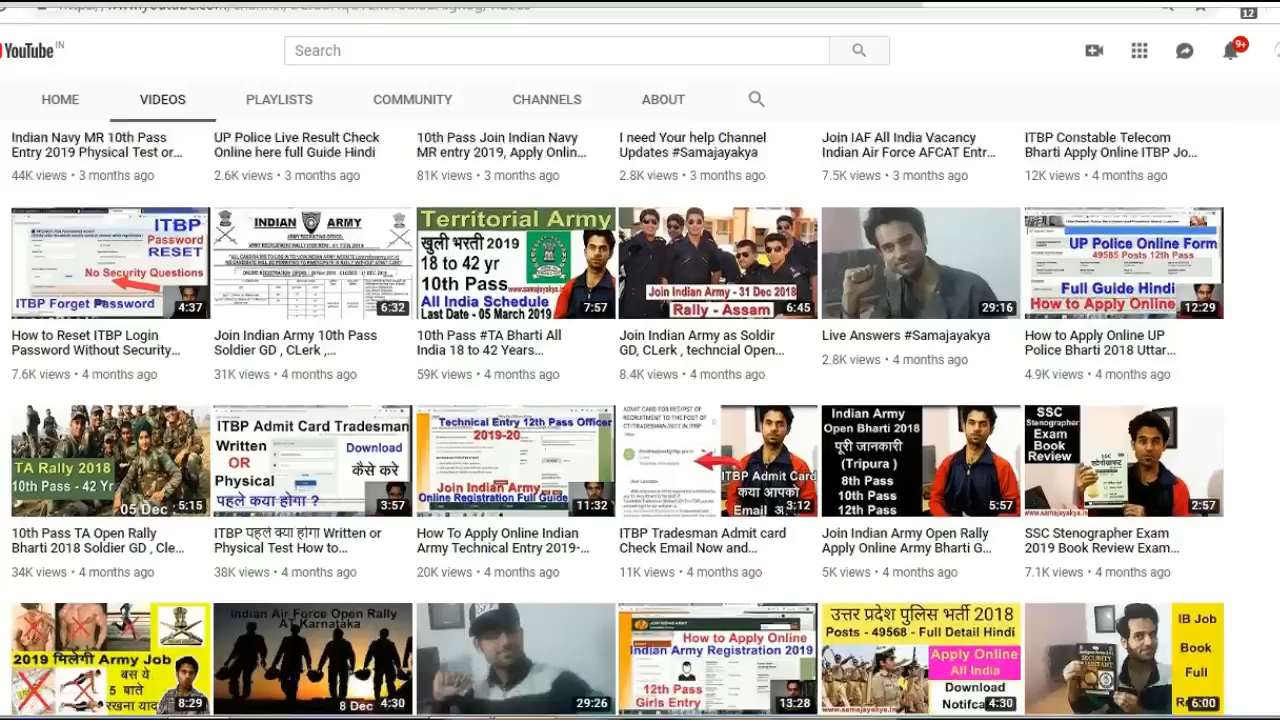 12
YouTube IN
Search
9+
HOME VIDEOS PLAYLISTS COMMUNITY CHANNELS ABOUT
Indian Navy MR 10th Pass
Entry 2019 Physical Test or...
44K views • 3 months ago
UP Police Live Result Check
Online here full Guide Hindi
2.6K views • 3 months ago
10th Pass Join Indian Navy
MR entry 2019, Apply Onlin...
81K views • 3 months ago
I need Your help Channel
Updates #Samajayakya
2.8K views • 3 months ago
Join IAF All India Vacancy
Indian Air Force AFCAT Entr...
7.5K views • 3 months ago
ITBP Constable Telecom
Bharti Apply Online ITBP Jo...
12K views • 4 months ago
ITBP
Password
RESET
No Security Questions
ITBP Forget Password
4:37
How to Reset ITBP Login
Password Without Security...
7.6K views • 4 months ago
INDIAN ARMY
6:32
Join Indian Army 10th Pass
Soldier GD , CLerk ,...
31K views • 4 months ago
Territorial Army
खुली भरती 2019
18 to 42 yr
10th Pass
www.samajayakya.in
All India Schedule
Last Date - 05 March 2019
7:57
10th Pass #TA Bharti All
India 18 to 42 Years...
59K views • 4 months ago
Join Indian Army - 31 Dec 2018
Rally - Assam
6:45
Join Indian Army as Soldir
GD, CLerk , techncial Open...
8.4K views • 4 months ago
29:16
Live Answers #Samajayakya
2.8K views • 4 months ago
UP Police Online Form
49585 Posts 12th Pass
Full Guide Hindi
How to Apply Online
12:29
How to Apply Online UP
Police Bharti 2018 Uttar...
4.9K views • 4 months ago
TA Rally 2018
10th Pass - 42 Yr
05 Dec
5:15
10th Pass TA Open Rally
Bharti 2018 Soldier GD , Cle...
34K views • 4 months ago
ITBP Admit Card Tradesman
Written
OR
Physical
Download
कैसे करे
पहले क्या होगा ?
3:57
ITBP पहले क्या होगा Written or
Physical Test How to...
38K views • 4 months ago
Technical Entry 12th Pass Officer
2019-20
Join Indian Army
Online Registration Full Guide
11:32
How To Apply Online Indian
Army Technical Entry 2019-...
20K views • 4 months ago
ITBP Admit Card
क्या आपको
Email
3:12
ITBP Tradesman Admit card
Check Email Now and...
11K views • 4 months ago
Indian Army
Open Bharti 2018
पूरी जानकारी
(Tripura )
8th Pass
10th Pass
12th Pass
5:57
Join Indian Army Open Rally
Apply Online Army Bharti G...
5K views • 4 months ago
SSC
Stenographer
Exam
Book
Review
www.samajayakya.in
2:57
SSC Stenographer Exam
2019 Book Review Exam...
7.1K views • 4 months ago
2019 मिलेगी Army Job
बस ये
5 बाते
रखना याद
8:29
Indian Air Force Open Rally
AT Karnataka
8 Dec
4:30
29:26
How to Apply Online
Indian Army Registration 2019
12th Pass
Girls Entry
13:28
उत्तर प्रदेश पुलिस भर्ती 2018
Posts - 49568 - Full Detail Hindi
Apply Online
All India
Download
Notifca
www.samajayakya.in
4:30
IB Job
Book
Full
6:00